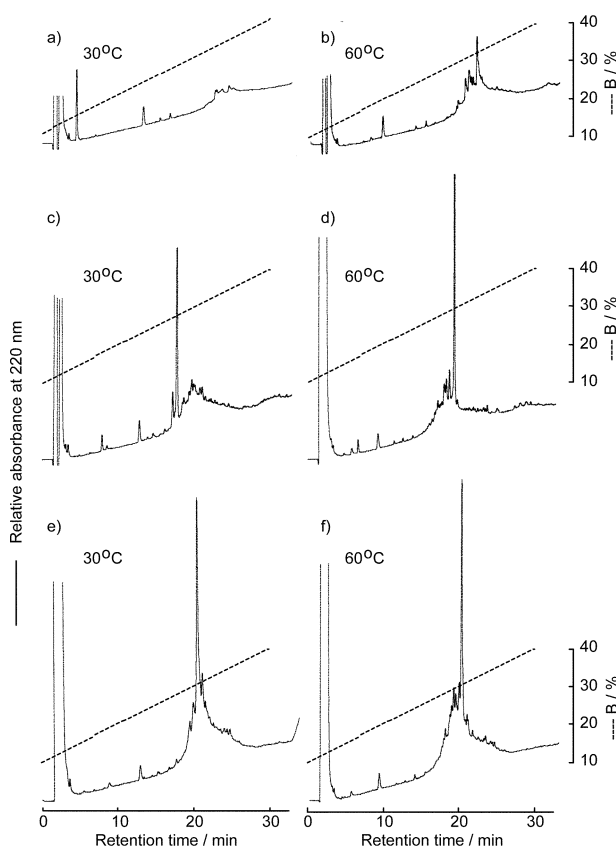 a)
30°C
b)
60°C
40
30
20
10
---- B / %
c)
30°C
d)
60°C
40
30
20
10
---- B / %
Relative absorbance at 220 nm
e)
30°C
f)
60°C
40
30
20
10
---- B / %
0 10 20 30
0 10 20 30
Retention time / min
Retention time / min